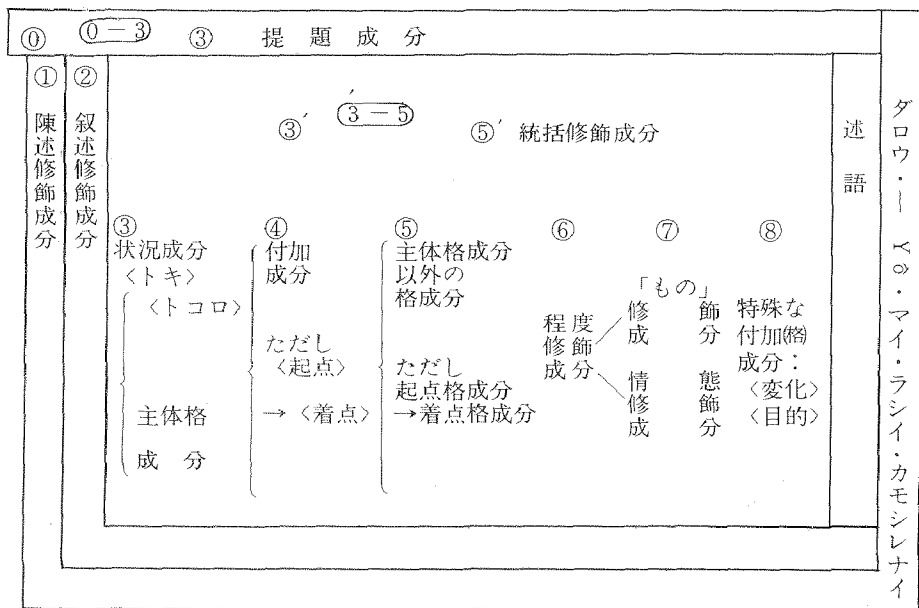 ⓪ 0－3 ③ 提題成分
① 陳述修飾成分
② 叙述修飾成分
③′ 3′－5 ⑤′ 統括修飾成分
③
状況成分
〈トキ〉
〈トコロ〉
主体格
成分
④
付加
成分
ただし
〈起点〉
→〈着点〉
⑤
主体格成分
以外の
格成分
ただし
起点格成分
→着点格成分
⑥
程度
修飾
成分
⑦
「もの」
修飾
成分
情態
修飾
成分
⑧
特殊な
付加㈮成分：
〈変化〉
〈目的〉
述語
ダロウ・― Yô・マイ・ラシイ・カモシレナイ